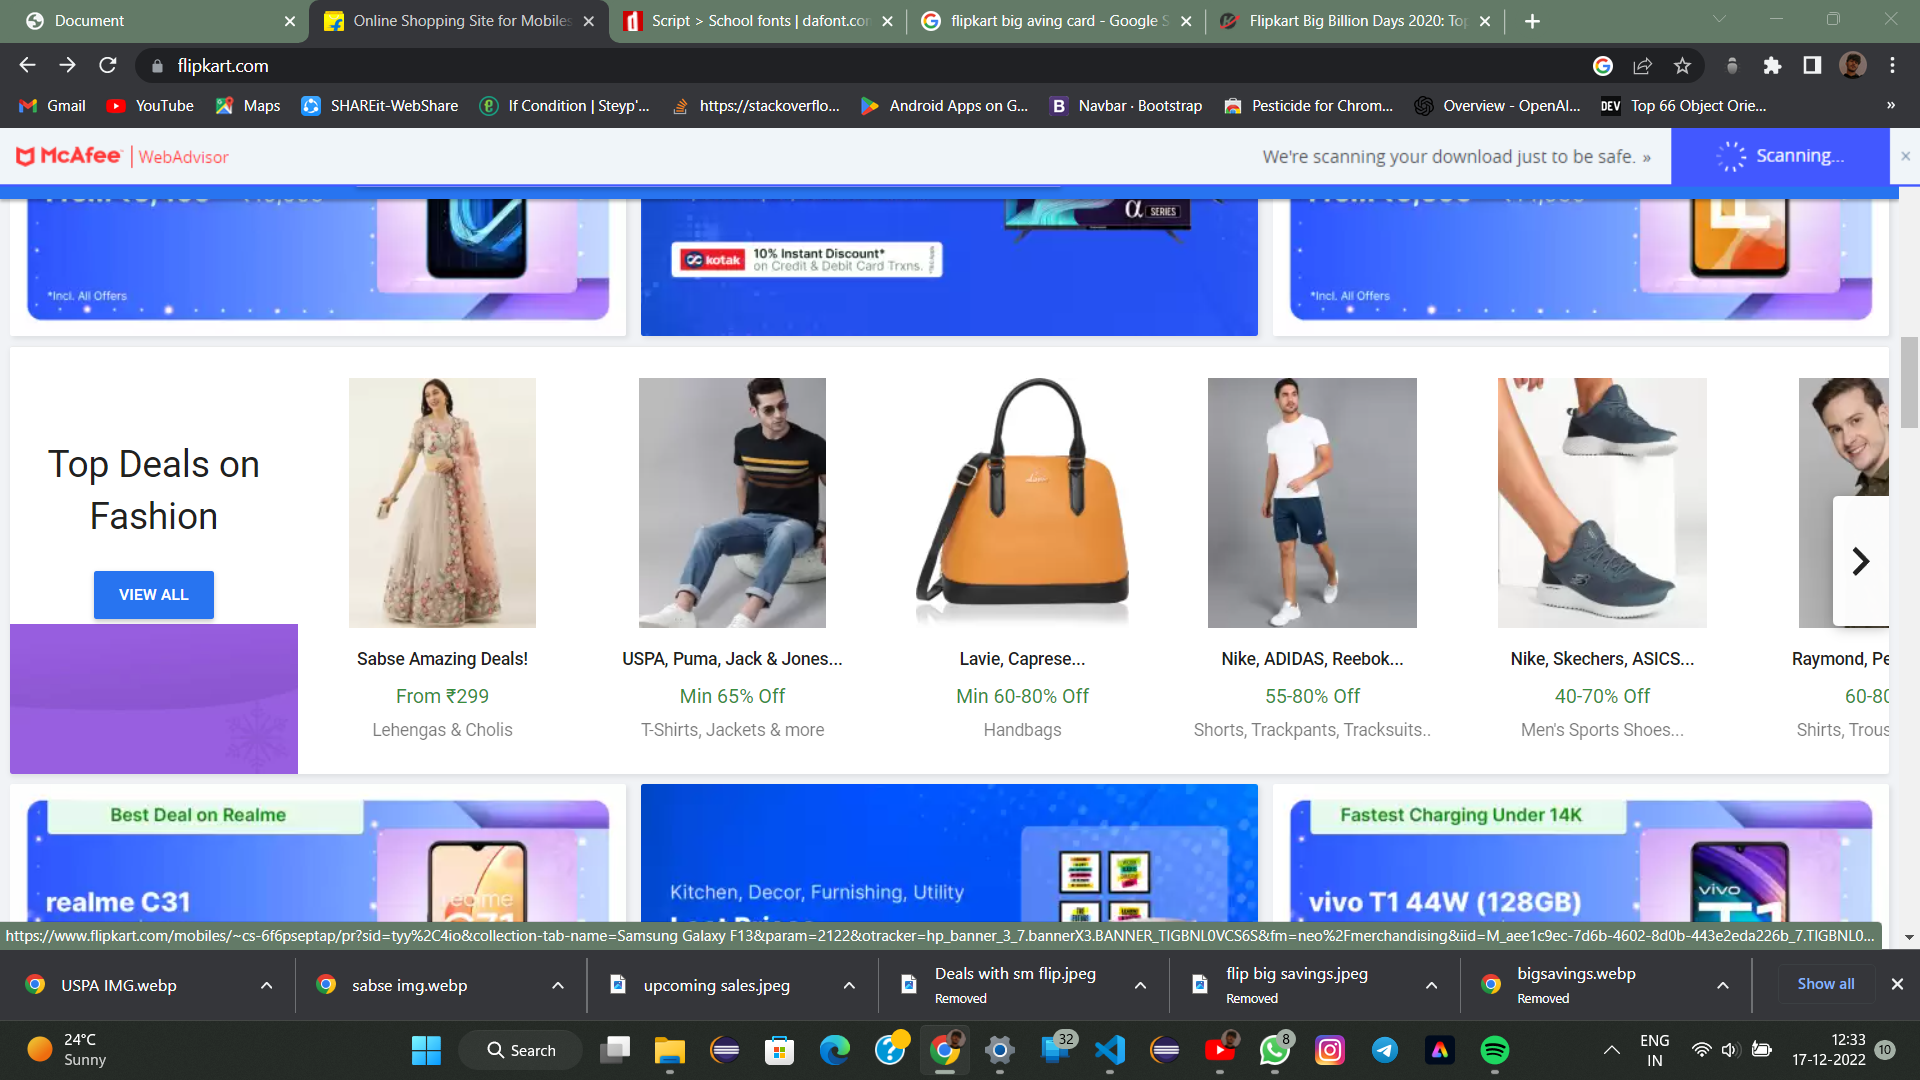 Document
Online Shopping Site for Mobiles
Script > School fonts | dafont.co
flipkart big aving card - Google S
Flipkart Big Billion Days 2020: To
flipkart.com
Gmail
YouTube
Maps
SHAREit-WebShare
If Condition | Steyp'...
https://stackoverflo...
Android Apps on G...
Navbar · Bootstrap
Pesticide for Chrom...
Overview - OpenAI...
DEV
Top 66 Object Orie...
»
McAfee | WebAdvisor
We're scanning your download just to be safe. »
Scanning...
α SERIES
kotak
10% Instant Discount*
on Credit & Debit Card Trxns.
*Incl. All Offers
*Incl. All Offers
Top Deals on
Fashion
VIEW ALL
Sabse Amazing Deals!
From ₹299
Lehengas & Cholis
USPA, Puma, Jack & Jones...
Min 65% Off
T-Shirts, Jackets & more
Lavie, Caprese...
Min 60-80% Off
Handbags
Nike, ADIDAS, Reebok...
55-80% Off
Shorts, Trackpants, Tracksuits..
Nike, Skechers, ASICS...
40-70% Off
Men's Sports Shoes...
Raymond, Pe
60-80
Shirts, Trous
Best Deal on Realme
realme C31
Kitchen, Decor, Furnishing, Utility
Fastest Charging Under 14K
vivo T1 44W (128GB)
vivo
https://www.flipkart.com/mobiles/~cs-6f6pseptap/pr?sid=tyy%2C4io&collection-tab-name=Samsung Galaxy F13&param=2122&otracker=hp_banner_3_7.bannerX3.BANNER_TIGBNL0VCS6S&fm=neo%2Fmerchandising&iid=M_aee1c9ec-7d6b-4602-8d0b-443e2eda226b_7.TIGBNL0...
USPA IMG.webp
sabse img.webp
upcoming sales.jpeg
Deals with sm flip.jpeg
Removed
flip big savings.jpeg
Removed
bigsavings.webp
Removed
Show all
24°C
Sunny
Search
32
8
ENG
IN
12:33
17-12-2022
10